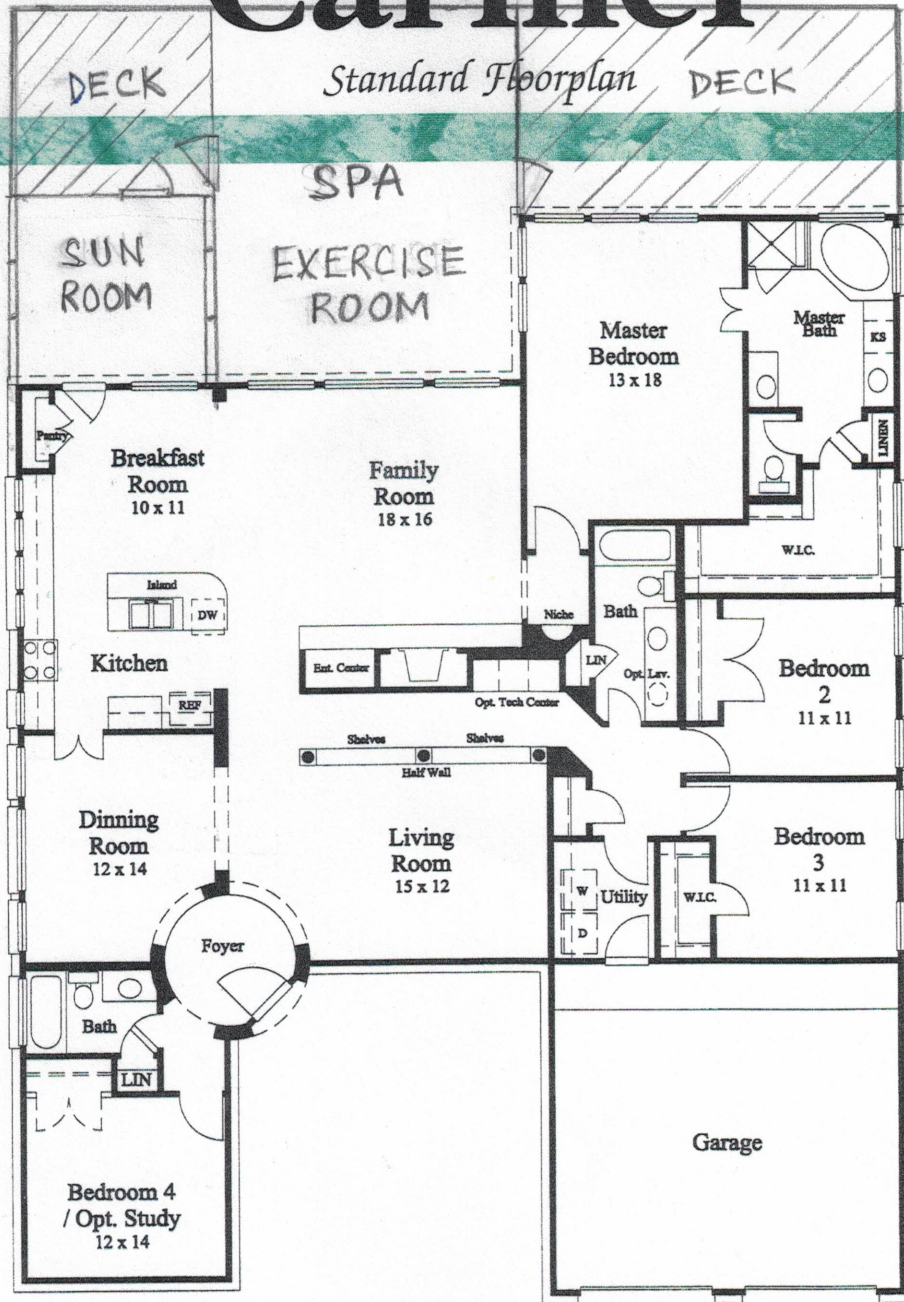 Standard Floorplan
DECK
DECK
SPA
EXERCISE
ROOM
SUN
ROOM
Master
Bedroom
13 x 18
Master
Bath
KS
LINEN
Pantry
Breakfast
Room
10 x 11
Family
Room
18 x 16
W.I.C.
Island
DW
Niche
Bath
Kitchen
Ent. Center
LIN
Opt. Lav.
Bedroom
2
11 x 11
REF
Opt. Tech Center
Shelves
Shelves
Half Wall
Dinning
Room
12 x 14
Living
Room
15 x 12
Bedroom
3
11 x 11
W
D
Utility
W.I.C.
Foyer
Bath
LIN
Garage
Bedroom 4
/ Opt. Study
12 x 14